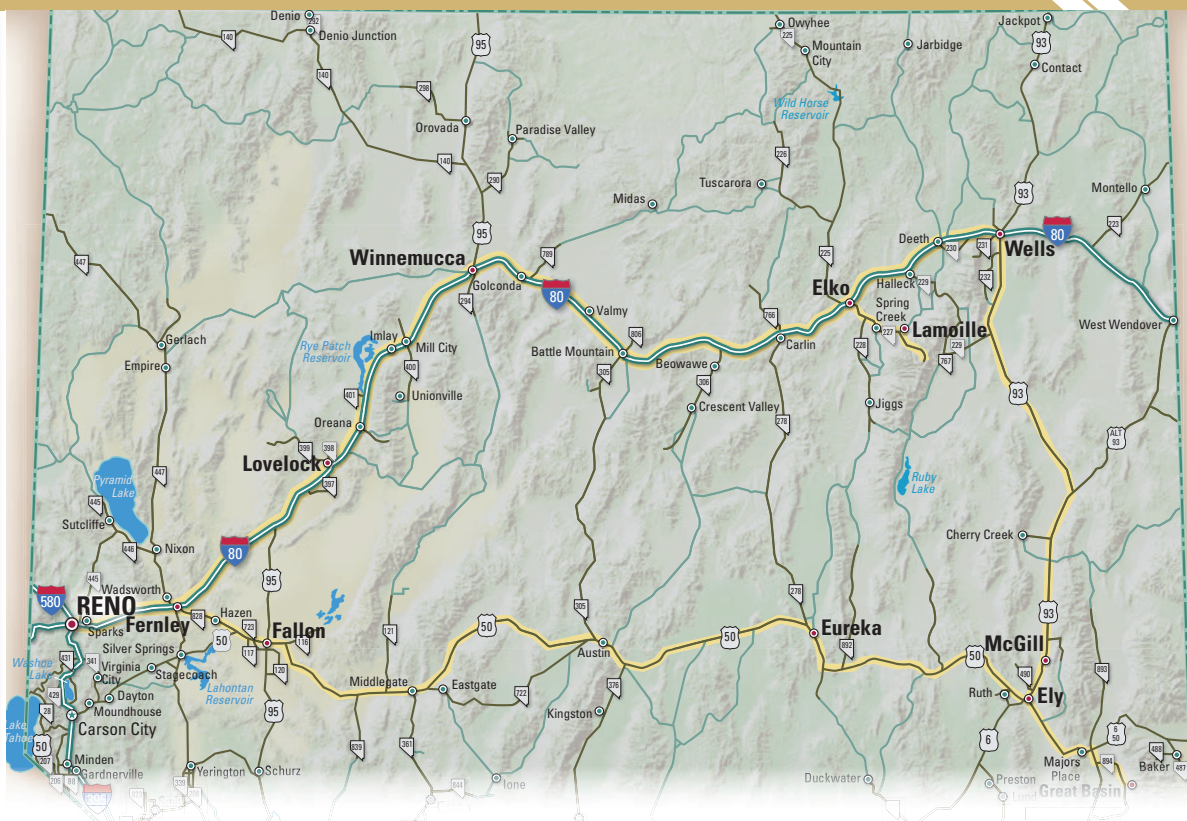 Denio
292
Denio Junction
140
140
95
298
Orovada
Paradise Valley
140
290
Owyhee
225
Mountain
City
Jarbidge
Jackpot
93
Contact
Wild Horse
Reservoir
226
Tuscarora
Midas
93
Montello
223
447
95
Winnemucca
789
Golconda
80
294
225
Deeth
230
231
Wells
80
232
Halleck
229
Elko
Spring
Creek
227
Lamoille
228
229
767
West Wendover
Valmy
806
766
Battle Mountain
Carlin
305
Beowawe
306
Gerlach
Empire
Rye Patch
Reservoir
Imlay
Mill City
400
401
Unionville
Crescent Valley
278
Jiggs
93
ALT
93
Oreana
399
398
Lovelock
397
447
Pyramid
Lake
445
Sutcliffe
446
Nixon
80
Ruby
Lake
Cherry Creek
445
Wadsworth
95
580
RENO
Sparks
Fernley
828
Hazen
723
Fallon
116
117
50
120
121
305
50
Austin
50
278
Eureka
892
50
93
McGill
490
Ruth
Ely
893
431
341
Silver Springs
Washoe
Lake
Virginia
City
Stagecoach
Lahontan
Reservoir
429
Dayton
Moundhouse
28
Carson City
Lake
Tahoe
50
207
Minden
Gardnerville
206
88
95
Middlegate
Eastgate
722
376
Kingston
839
361
6
Yerington
Schurz
339
844
Ione
Duckwater
Majors
Place
6
50
488
Baker
487
894
Preston
Lund
Great Basin